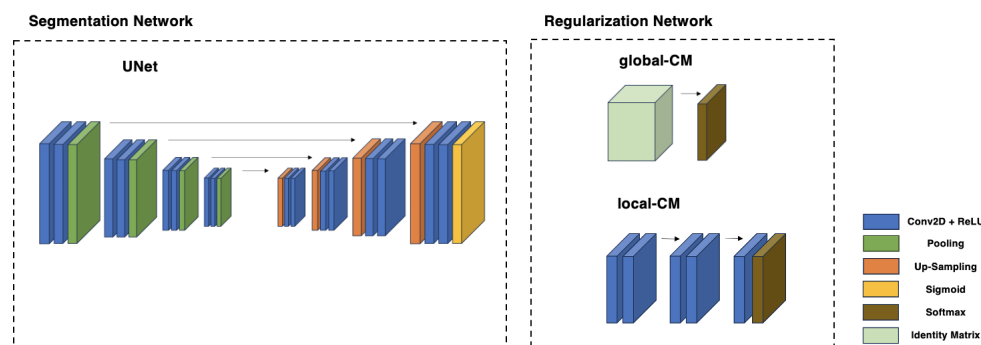 Segmentation Network
UNet
Regularization Network
global-CM
local-CM
Conv2D + ReLU
Pooling
Up-Sampling
Sigmoid
Softmax
Identity Matrix